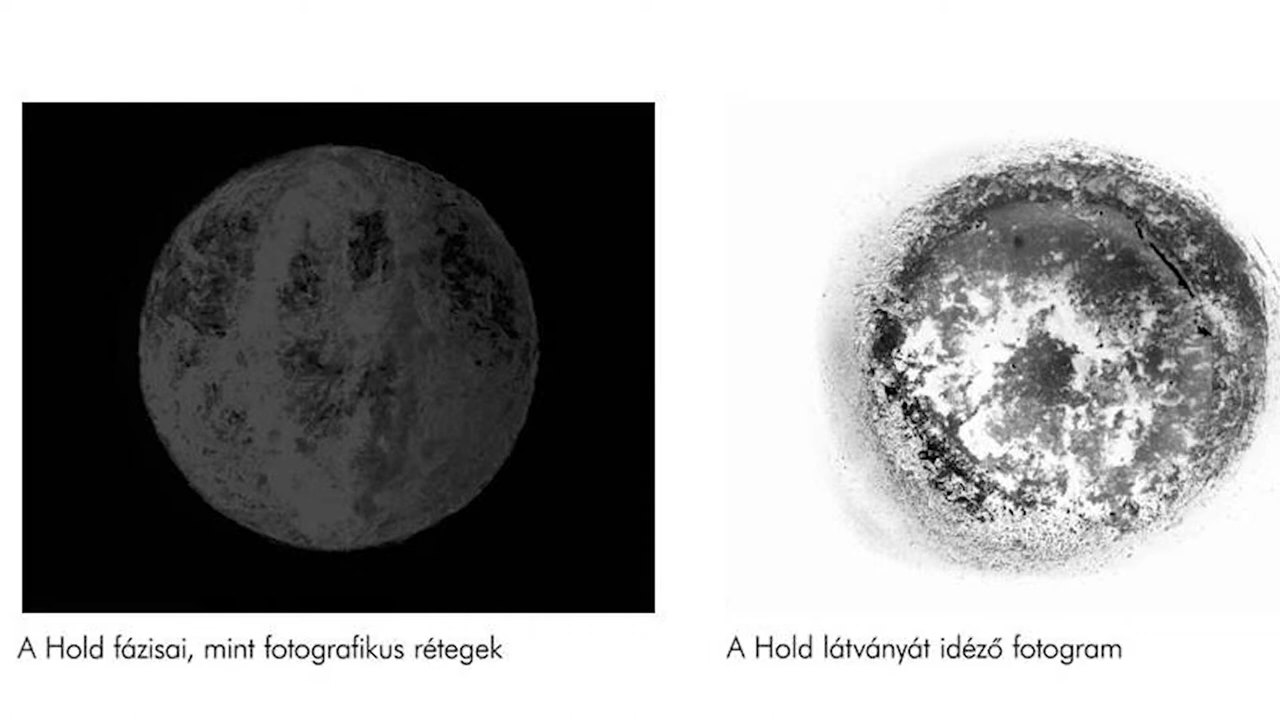 A Hold fázisai, mint fotografikus rétegek
A Hold látványát idéző fotogram